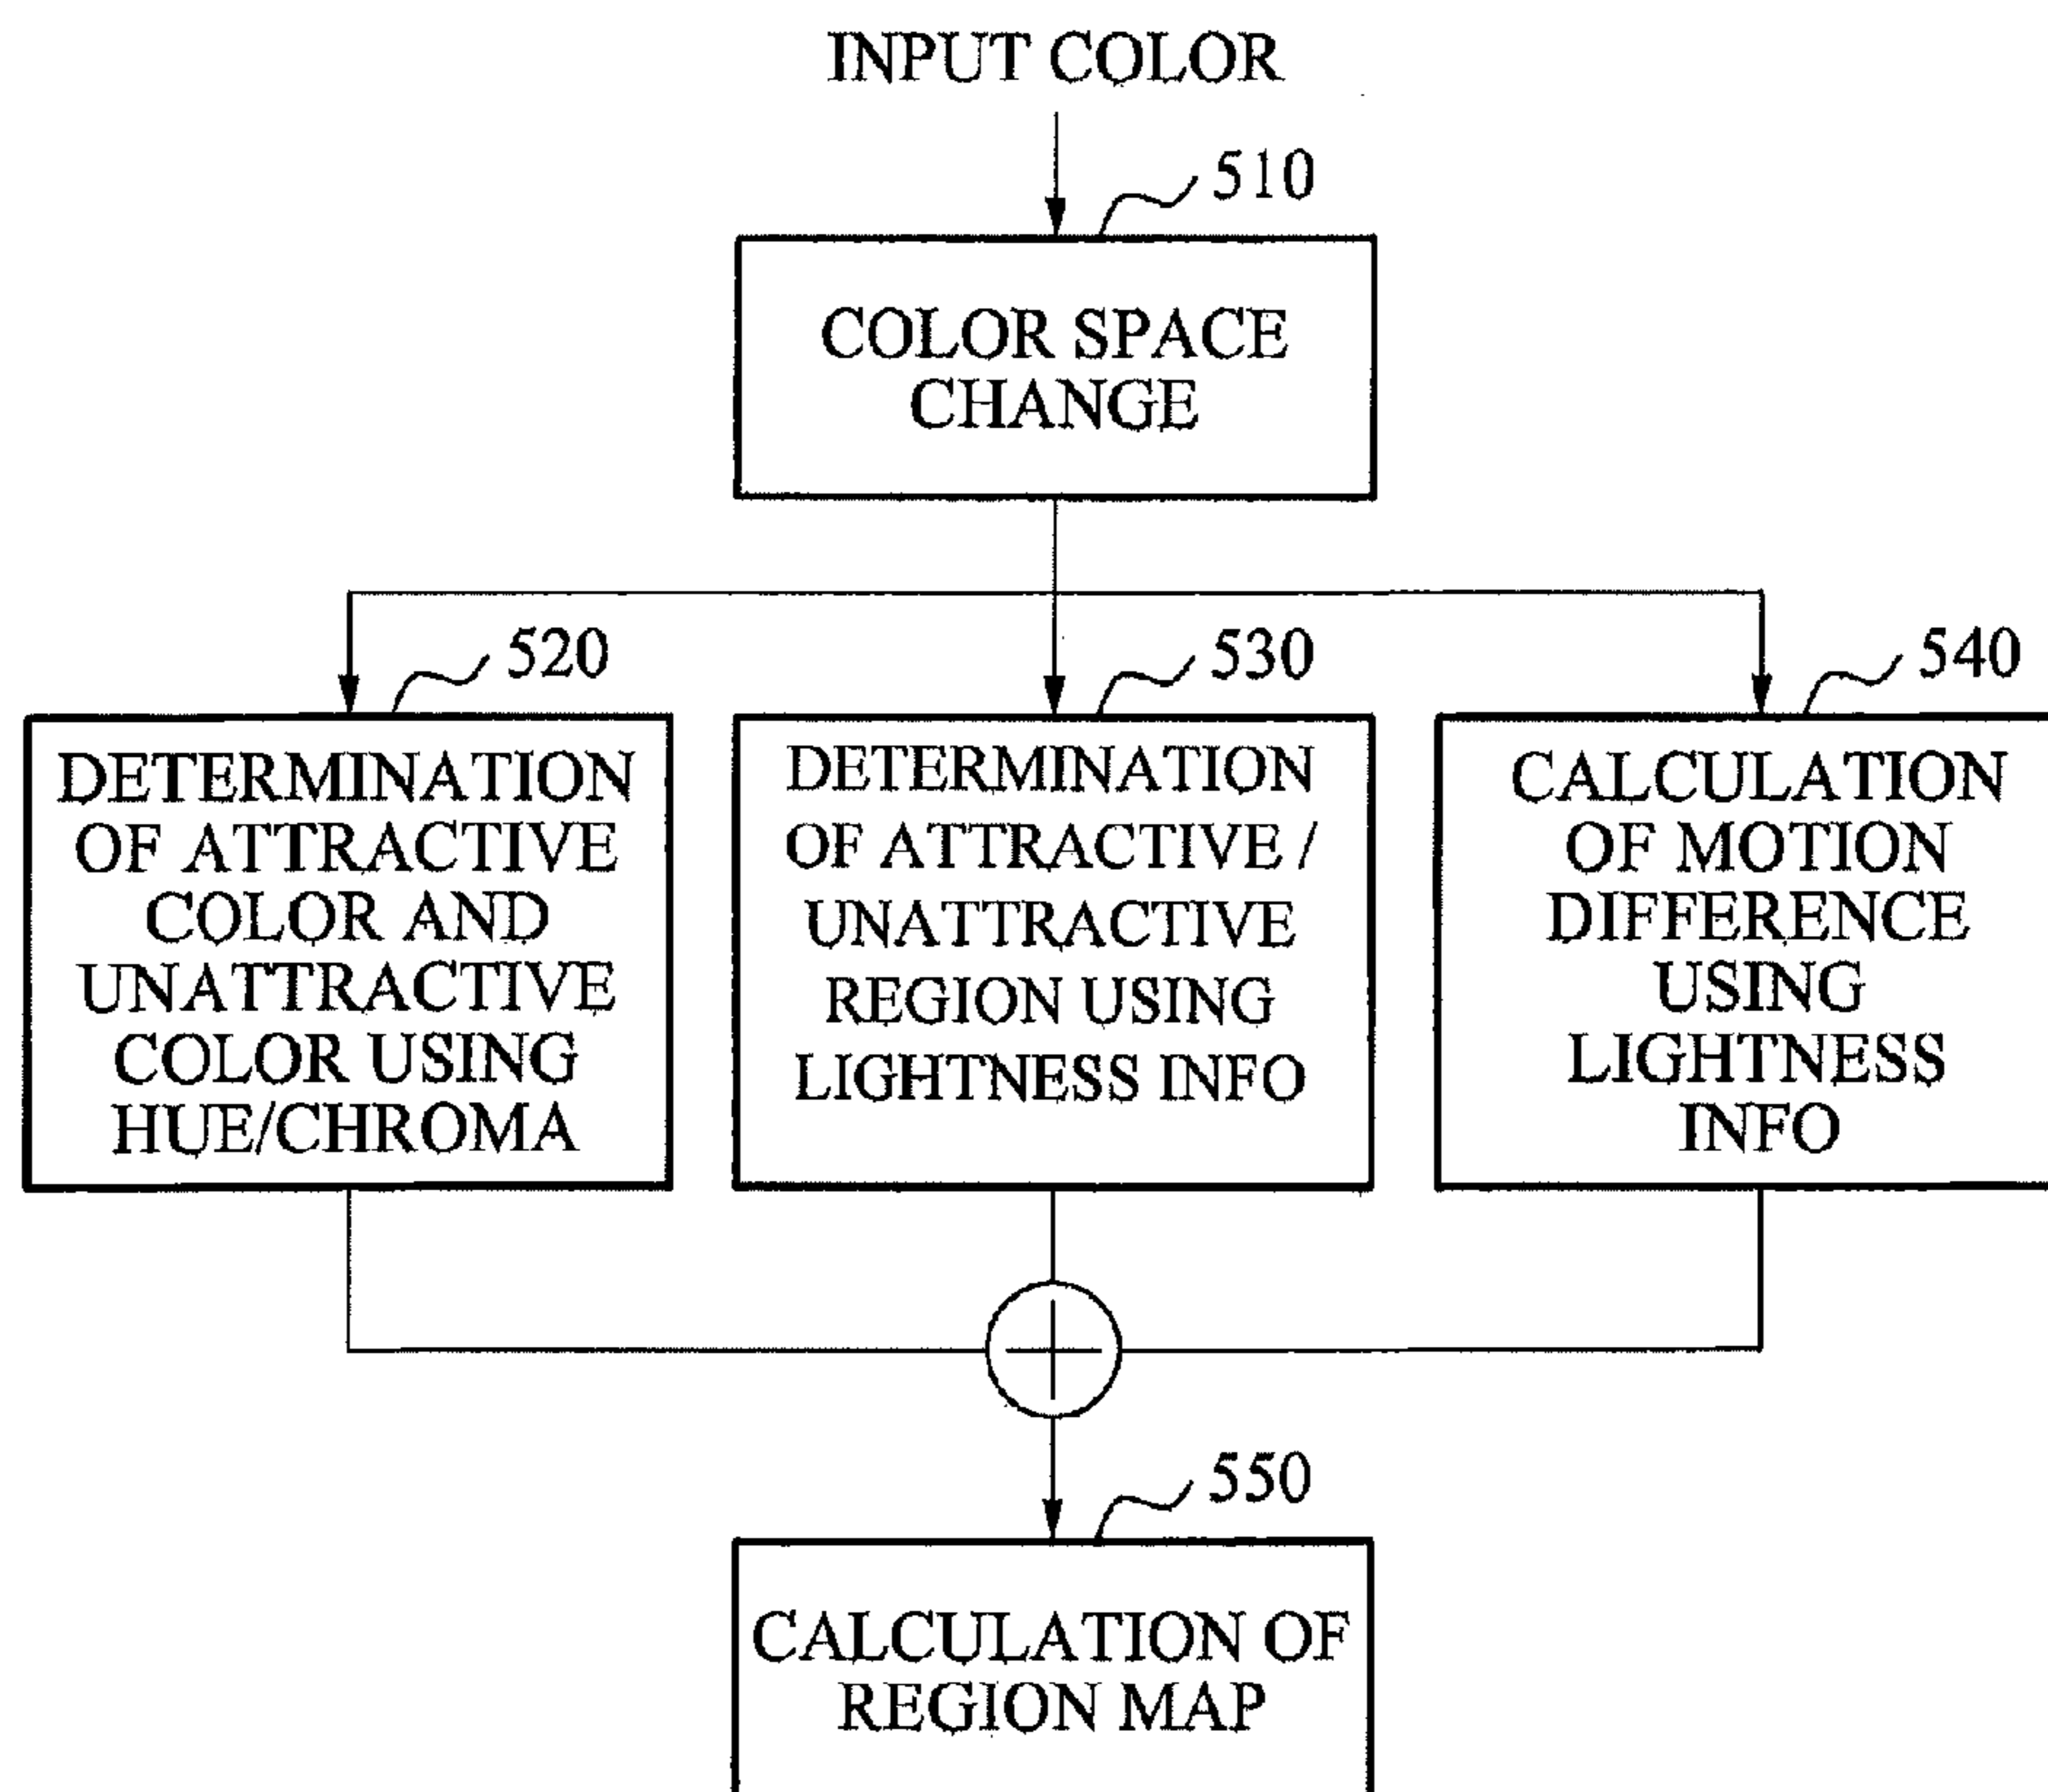 INPUT COLOR
510
COLOR SPACE
CHANGE
520
DETERMINATION
OF ATTRACTIVE
COLOR AND
UNATTRACTIVE
COLOR USING
HUE/CHROMA
530
DETERMINATION
OF ATTRACTIVE /
UNATTRACTIVE
REGION USING
LIGHTNESS INFO
540
CALCULATION
OF MOTION
DIFFERENCE
USING
LIGHTNESS
INFO
550
CALCULATION OF
REGION MAP